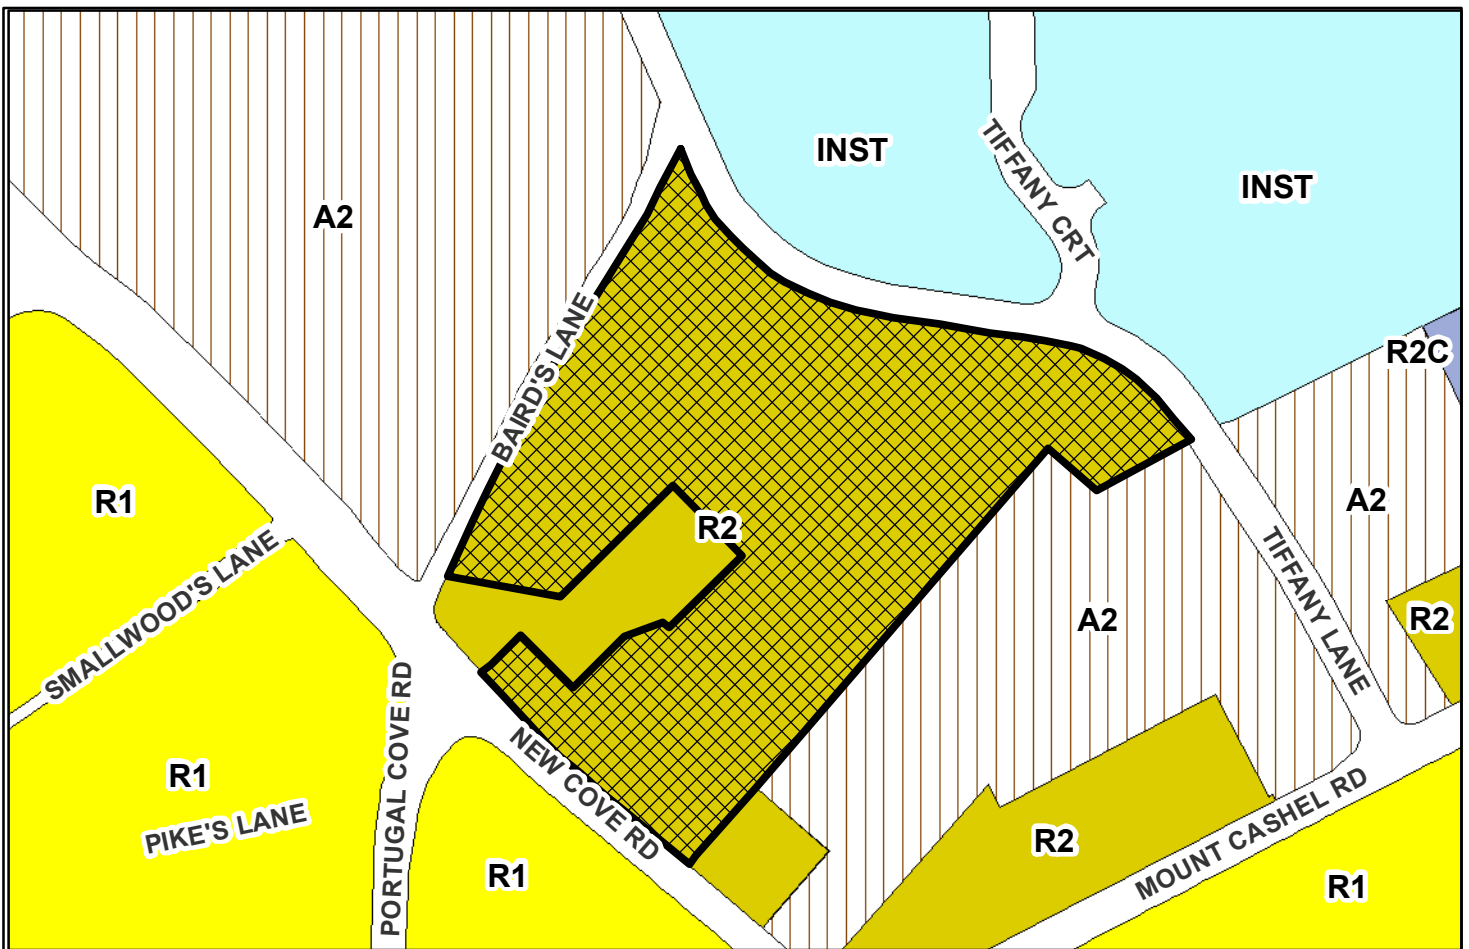 INST
TIFFANY CRT
INST
A2
BAIRD'S LANE
R2C
R1
R2
A2
SMALLWOOD'S LANE
TIFFANY LANE
A2
R2
PORTUGAL COVE RD
NEW COVE RD
R1
PIKE'S LANE
R2
MOUNT CASHEL RD
R1
R1